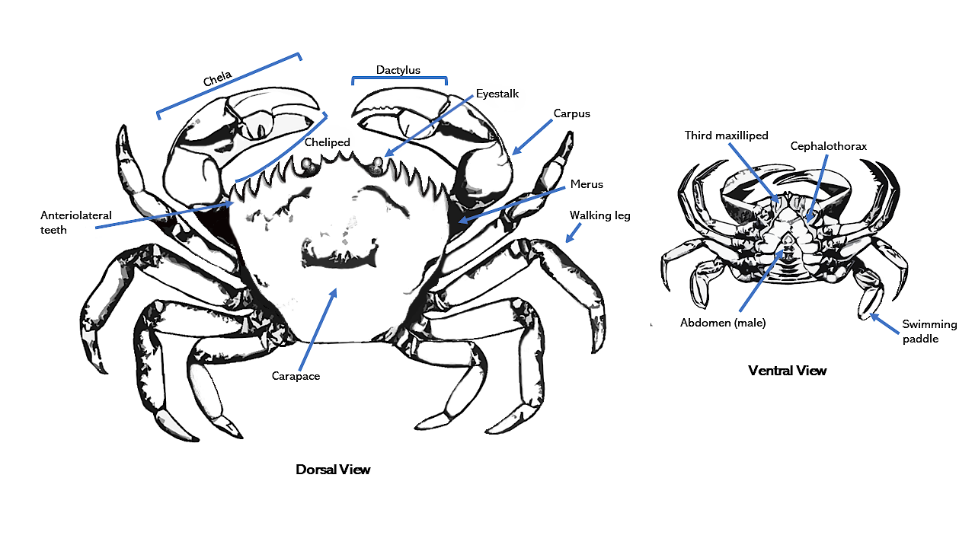 Chela
Dactylus
Eyestalk
Carpus
Cheliped
Merus
Anteriolateral
teeth
Walking leg
Carapace
Dorsal View
Third maxilliped
Cephalothorax
Abdomen (male)
Swimming
paddle
Ventral View